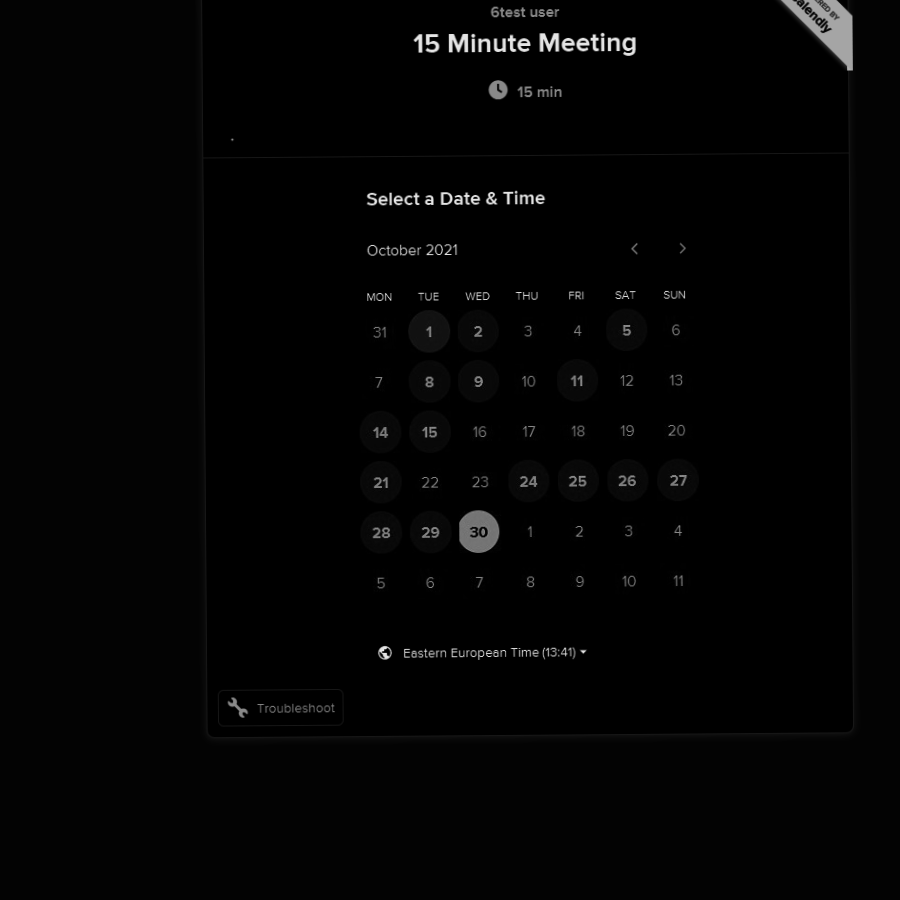 6test user
15 Minute Meeting
15 min
Calendly
Select a Date & Time
October 2021
MON TUE WED THU FRI SAT SUN
31 1 2 3 4 5 6
7 8 9 10 11 12 13
14 15 16 17 18 19 20
21 22 23 24 25 26 27
28 29 30 1 2 3 4
5 6 7 8 9 10 11
Eastern European Time (13:41)
Troubleshoot